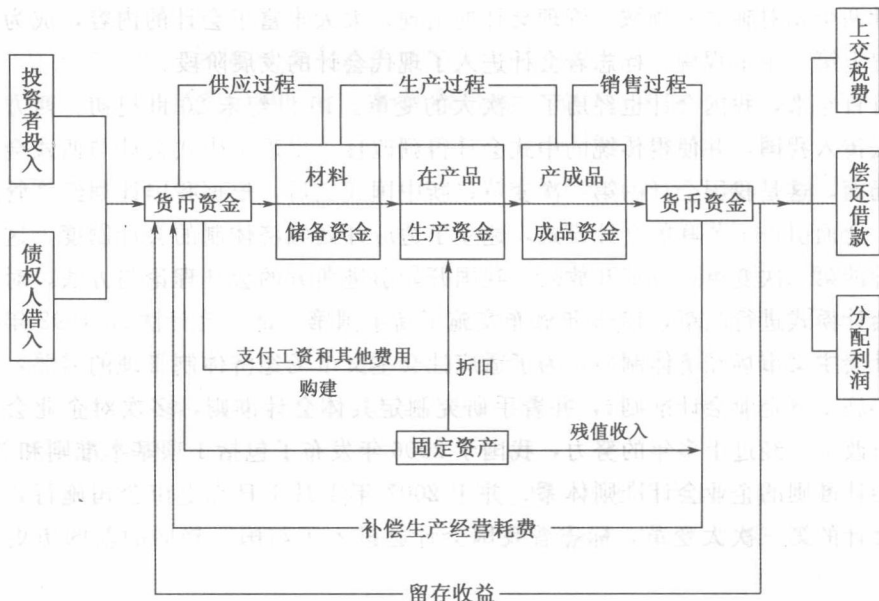 上交税费
供应过程
生产过程
销售过程
投资者投入
材料
在产品
产成品
偿还借款
货币资金
储备资金
生产资金
成品资金
货币资金
债权人借入
分配利润
支付工资和其他费用
购建
折旧
固定资产
残值收入
补偿生产经营耗费
留存收益